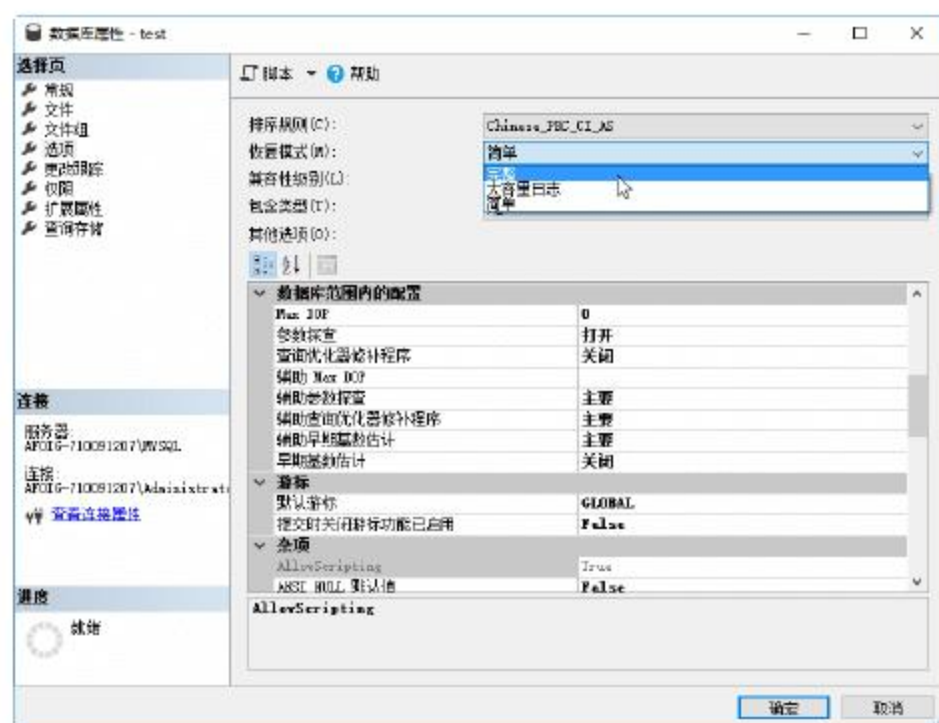 数据库属性 - test
选择页
常规
文件
文件组
选项
更改跟踪
权限
扩展属性
查询存储
脚本 帮助
排序规则(C):
Chinese_PRC_CI_AS
恢复模式(M):
简单
完整
大容量日志
简单
兼容性级别(L):
包含类型(T):
其他选项(O):
数据库范围内的配置
Max DOP 0
参数探查 打开
查询优化器修补程序 关闭
辅助 Max DOP
辅助参数探查 主要
辅助查询优化器修补程序 主要
辅助早期基数估计 主要
早期基数估计 关闭
游标
默认游标 GLOBAL
提交时关闭游标功能已启用 False
杂项
AllowScripting True
ANSI NULL 默认值 False
AllowScripting
连接
服务器:
AFOIG-710091207\MYSQL
连接:
AFOIG-710091207\Administrat
查看连接属性
进度
就绪
确定 取消